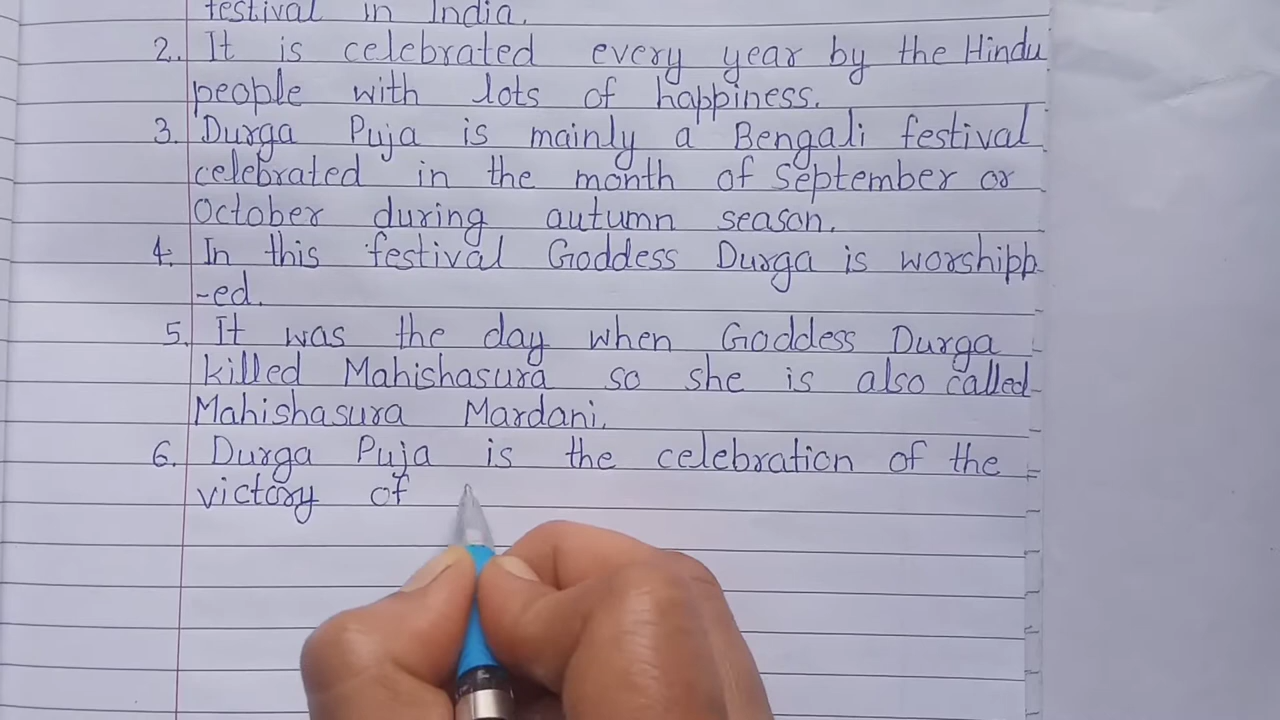 festival in India.
2. It is celebrated every year by the Hindu
people with lots of happiness.
3. Durga Puja is mainly a Bengali festival
celebrated in the month of September or
October during autumn season.
4. In this festival Goddess Durga is worshipp
-ed.
5. It was the day when Goddess Durga
killed Mahishasura so she is also called
Mahishasura Mardani.
6. Durga Puja is the celebration of the
victory of